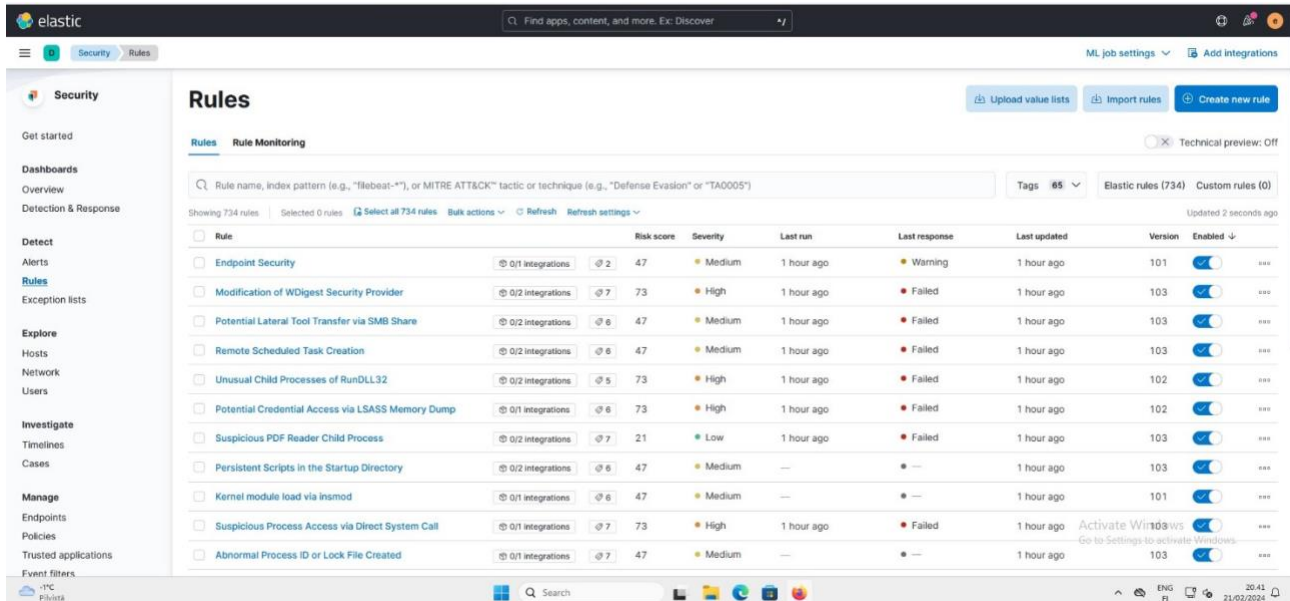 elastic
Find apps, content, and more. Ex: Discover
^/
e
D Security Rules ML job settings Add integrations
Security
Get started
Dashboards
Overview
Detection & Response
Detect
Alerts
Rules
Exception lists
Explore
Hosts
Network
Users
Investigate
Timelines
Cases
Manage
Endpoints
Policies
Trusted applications
Event filters
Rules
Upload value lists Import rules Create new rule
Rules Rule Monitoring Technical preview: Off
Rule name, index pattern (e.g., "filebeat-*"), or MITRE ATT&CK™ tactic or technique (e.g., "Defense Evasion" or "TA0005") Tags 65 Elastic rules (734) Custom rules (0)
Showing 734 rules Selected 0 rules Select all 734 rules Bulk actions Refresh Refresh settings Updated 2 seconds ago
Rule Risk score Severity Last run Last response Last updated Version Enabled
Endpoint Security 0/1 integrations 2 47 Medium 1 hour ago Warning 1 hour ago 101
Modification of WDigest Security Provider 0/2 integrations 7 73 High 1 hour ago Failed 1 hour ago 103
Potential Lateral Tool Transfer via SMB Share 0/2 integrations 6 47 Medium 1 hour ago Failed 1 hour ago 103
Remote Scheduled Task Creation 0/2 integrations 6 47 Medium 1 hour ago Failed 1 hour ago 103
Unusual Child Processes of RunDLL32 0/2 integrations 5 73 High 1 hour ago Failed 1 hour ago 102
Potential Credential Access via LSASS Memory Dump 0/1 integrations 6 73 High 1 hour ago Failed 1 hour ago 102
Suspicious PDF Reader Child Process 0/2 integrations 7 21 Low 1 hour ago Failed 1 hour ago 103
Persistent Scripts in the Startup Directory 0/2 integrations 6 47 Medium — — 1 hour ago 103
Kernel module load via insmod 0/1 integrations 6 47 Medium — — 1 hour ago 101
Suspicious Process Access via Direct System Call 0/1 integrations 7 73 High 1 hour ago Failed 1 hour ago 103
Abnormal Process ID or Lock File Created 0/1 integrations 7 47 Medium — — 1 hour ago 103
Activate Windows
Go to Settings to activate Windows.
-1°C
Pilvistä
Search
ENG
FI
20.41
21/02/2024